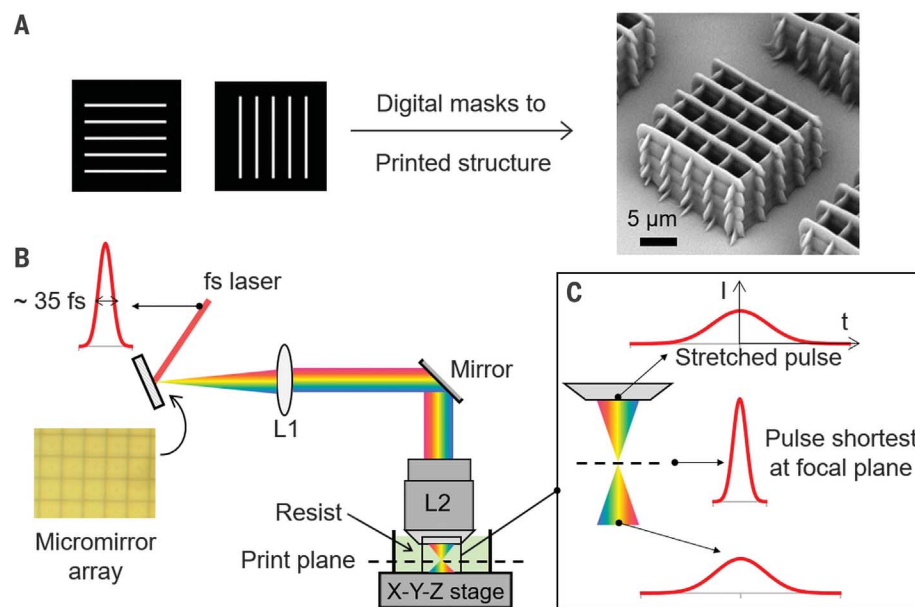 A
Digital masks to
Printed structure
5 μm
B
~ 35 fs
fs laser
L1
Mirror
L2
Resist
Print plane
X-Y-Z stage
Micromirror
array
C
I
t
Stretched pulse
Pulse shortest
at focal plane